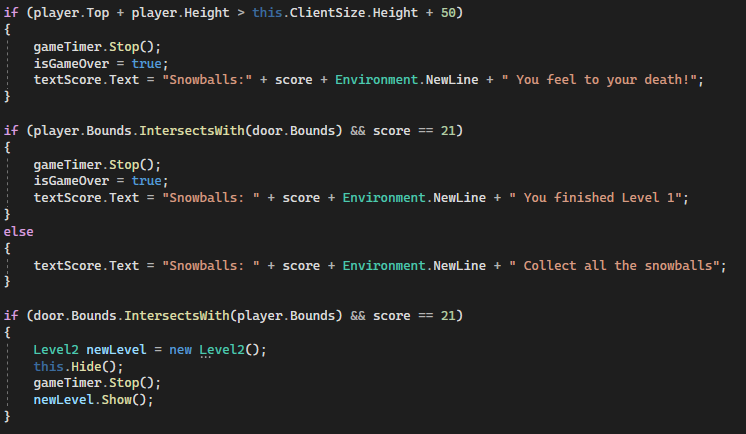 if (player.Top + player.Height > this.ClientSize.Height + 50)
{
    gameTimer.Stop();
    isGameOver = true;
    textScore.Text = "Snowballs:" + score + Environment.NewLine + " You feel to your death!";
}

if (player.Bounds.IntersectsWith(door.Bounds) && score == 21)
{
    gameTimer.Stop();
    isGameOver = true;
    textScore.Text = "Snowballs: " + score + Environment.NewLine + " You finished Level 1";
}
else
{
    textScore.Text = "Snowballs: " + score + Environment.NewLine + " Collect all the snowballs";
}

if (door.Bounds.IntersectsWith(player.Bounds) && score == 21)
{
    Level2 newLevel = new Level2();
    this.Hide();
    gameTimer.Stop();
    newLevel.Show();
}